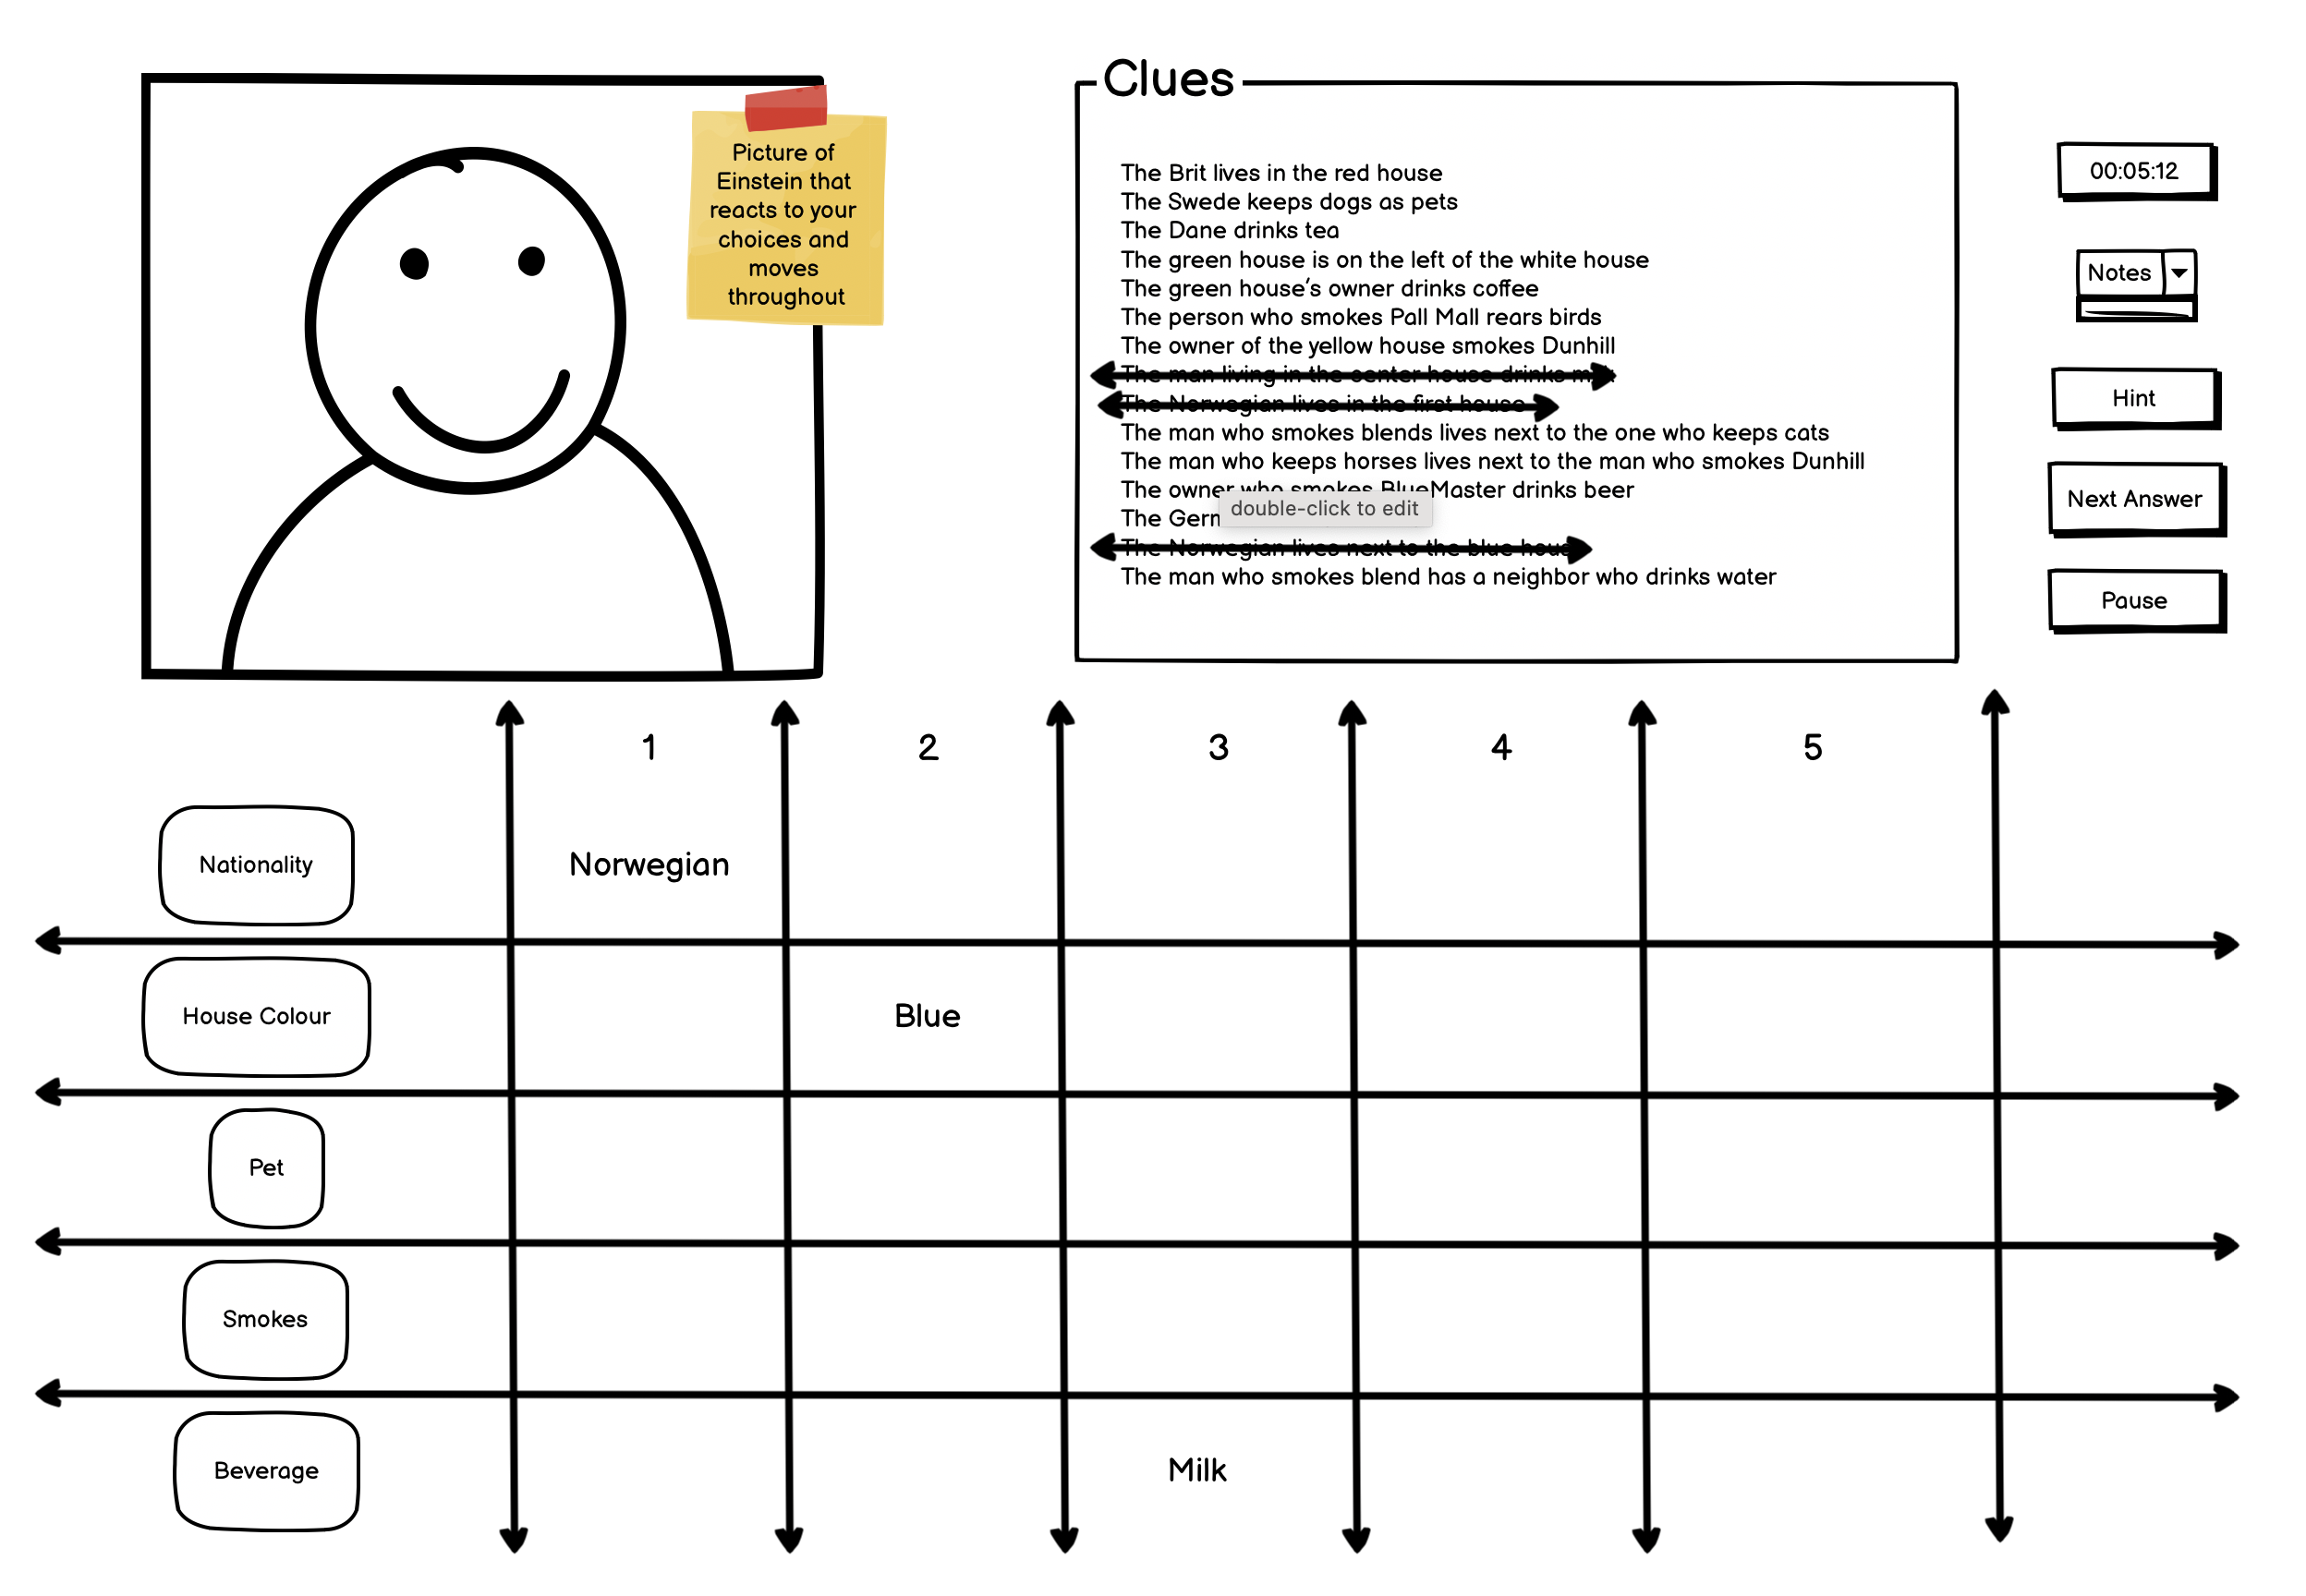 Picture of
Einstein that
reacts to your
choices and
moves
throughout
Clues
The Brit lives in the red house
The Swede keeps dogs as pets
The Dane drinks tea
The green house is on the left of the white house
The green house's owner drinks coffee
The person who smokes Pall Mall rears birds
The owner of the yellow house smokes Dunhill
The man living in the center house drinks
The Norwegian lives in the first house
The man who smokes blends lives next to the one who keeps cats
The man who keeps horses lives next to the man who smokes Dunhill
The owner who smokes BlueMaster drinks beer
double-click to edit
The
The Norwegian lives next to the blue
The man who smokes blend has a neighbor who drinks water
00:05:12
Notes
Hint
Next Answer
Pause
1 2 3 4 5
Nationality Norwegian
House Colour Blue
Pet
Smokes
Beverage Milk